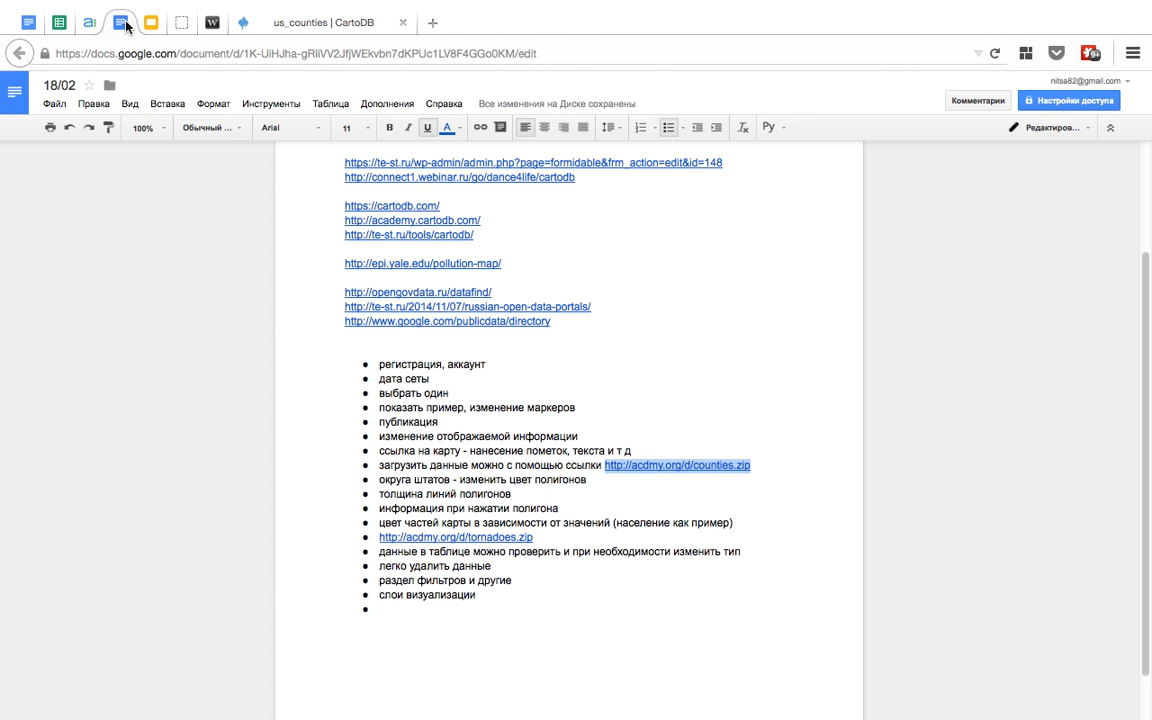 us_counties | CartoDB
https://docs.google.com/document/d/1K-UiHJha-gRliVV2JfjWEkvbn7dKPUc1LV8F4GGo0KM/edit
18/02
nitsa82@gmail.com
Файл Правка Вид Вставка Формат Инструменты Таблица Дополнения Справка Все изменения на Диске сохранены
Комментарии Настройки доступа
100% Обычный ... Arial 11 B I U A Ру Редактиров...
https://te-st.ru/wp-admin/admin.php?page=formidable&frm_action=edit&id=148
http://connect1.webinar.ru/go/dance4life/cartodb
https://cartodb.com/
http://academy.cartodb.com/
http://te-st.ru/tools/cartodb/
http://epi.yale.edu/pollution-map/
http://opengovdata.ru/datafind/
http://te-st.ru/2014/11/07/russian-open-data-portals/
http://www.google.com/publicdata/directory
регистрация, аккаунт
дата сеты
выбрать один
показать пример, изменение маркеров
публикация
изменение отображаемой информации
ссылка на карту - нанесение пометок, текста и т д
загрузить данные можно с помощью ссылки http://acdmy.org/d/counties.zip
округа штатов - изменить цвет полигонов
толщина линий полигонов
информация при нажатии полигона
цвет частей карты в зависимости от значений (население как пример)
http://acdmy.org/d/tornadoes.zip
данные в таблице можно проверить и при необходимости изменить тип
легко удалить данные
раздел фильтров и другие
слои визуализации